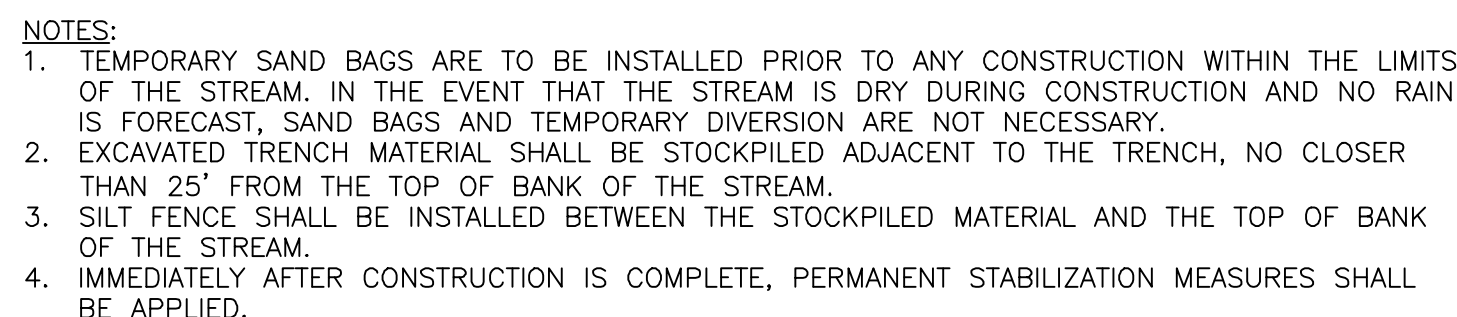 NOTES:
1. TEMPORARY SAND BAGS ARE TO BE INSTALLED PRIOR TO ANY CONSTRUCTION WITHIN THE LIMITS
OF THE STREAM. IN THE EVENT THAT THE STREAM IS DRY DURING CONSTRUCTION AND NO RAIN
IS FORECAST, SAND BAGS AND TEMPORARY DIVERSION ARE NOT NECESSARY.
2. EXCAVATED TRENCH MATERIAL SHALL BE STOCKPILED ADJACENT TO THE TRENCH, NO CLOSER
THAN 25' FROM THE TOP OF BANK OF THE STREAM.
3. SILT FENCE SHALL BE INSTALLED BETWEEN THE STOCKPILED MATERIAL AND THE TOP OF BANK
OF THE STREAM.
4. IMMEDIATELY AFTER CONSTRUCTION IS COMPLETE, PERMANENT STABILIZATION MEASURES SHALL
BE APPLIED.